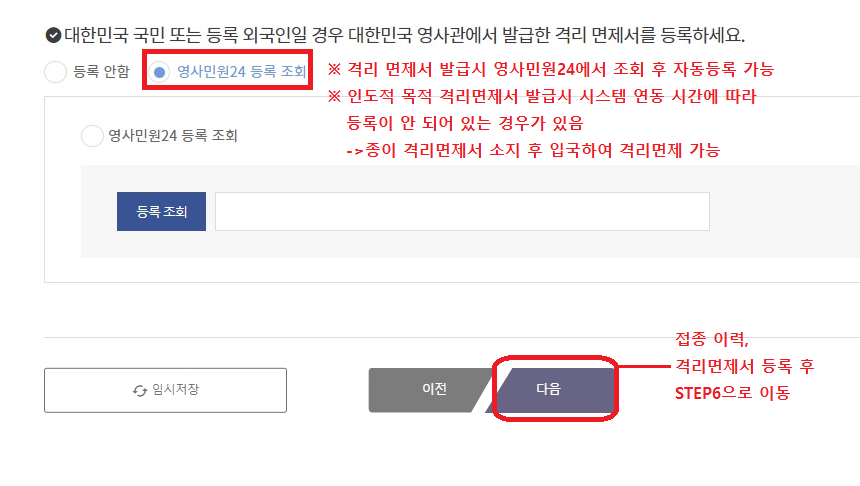 대한민국 국민 또는 등록 외국인일 경우 대한민국 영사관에서 발급한 격리 면제서를 등록하세요.
등록 안함 영사민원24 등록 조회 ※ 격리 면제서 발급시 영사민원24에서 조회 후 자동등록 가능
※ 인도적 목적 격리면제서 발급시 시스템 연동 시간에 따라
등록이 안 되어 있는 경우가 있음
영사민원24 등록 조회
->종이 격리면제서 소지 후 입국하여 격리면제 가능
등록 조회
접종 이력,
격리면제서 등록 후
STEP6으로 이동
임시저장 이전 다음